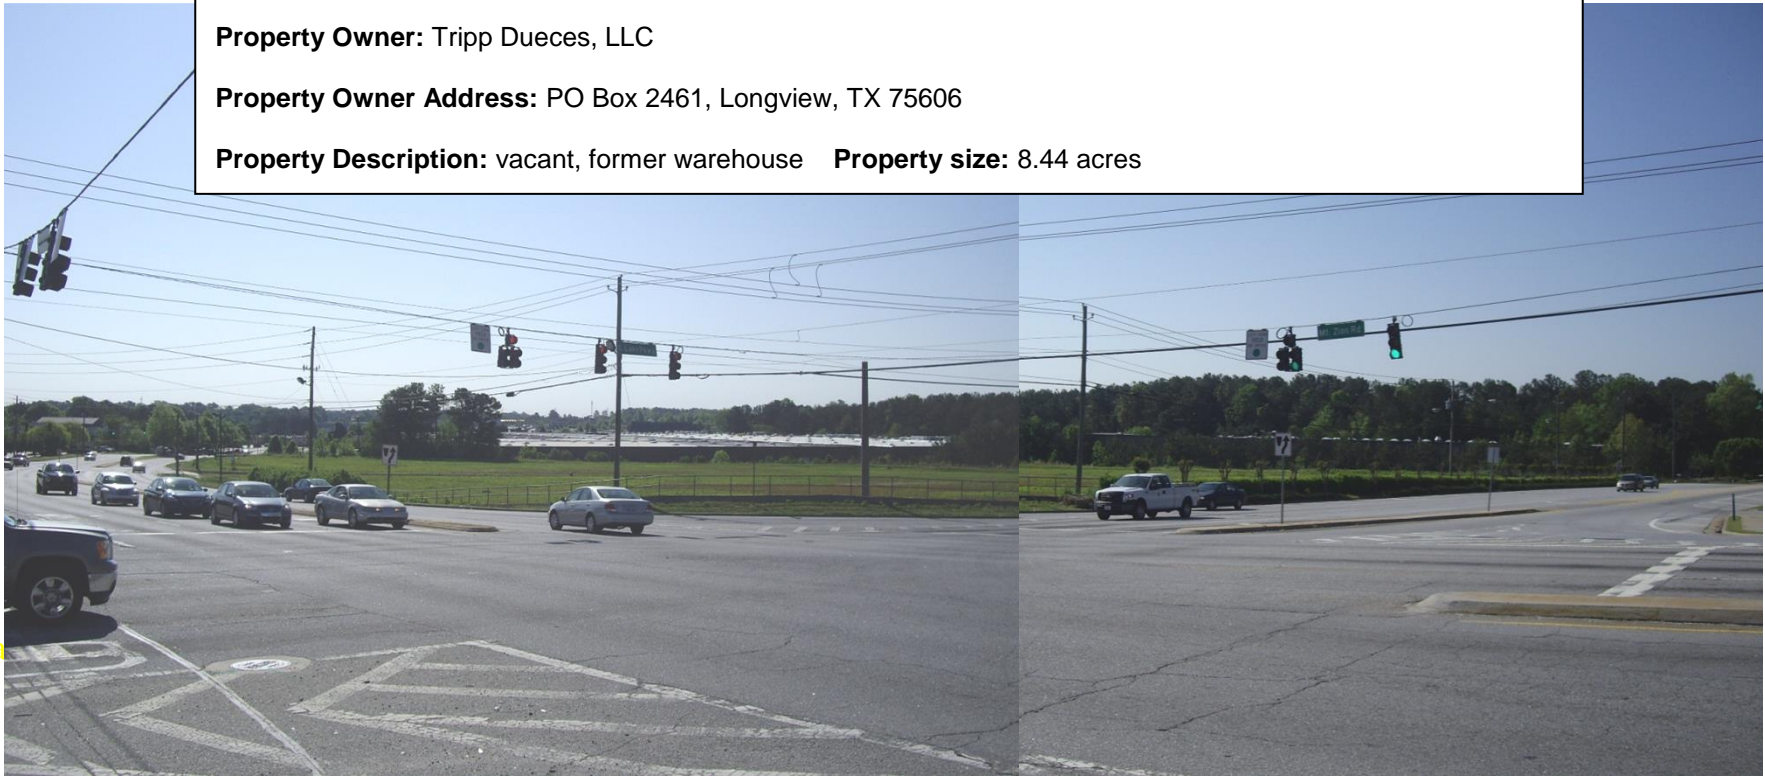 Property Owner: Tripp Dueces, LLC
Property Owner Address: PO Box 2461, Longview, TX 75606
Property Description: vacant, former warehouse Property size: 8.44 acres
Mt. Zion Rd